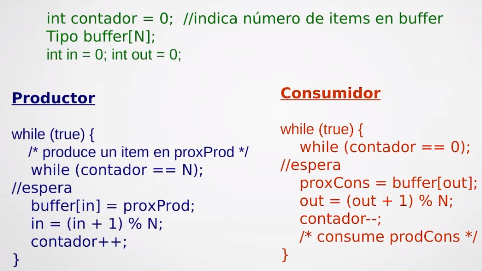 int contador = 0;  //indica número de items en buffer
Tipo buffer[N];
int in = 0; int out = 0;
Productor
while (true) {
/* produce un item en proxProd */
while (contador == N);
//espera
buffer[in] = proxProd;
in = (in + 1) % N;
contador++;
}
Consumidor
while (true) {
while (contador == 0);
//espera
proxCons = buffer[out];
out = (out + 1) % N;
contador--;
/* consume prodCons */
}